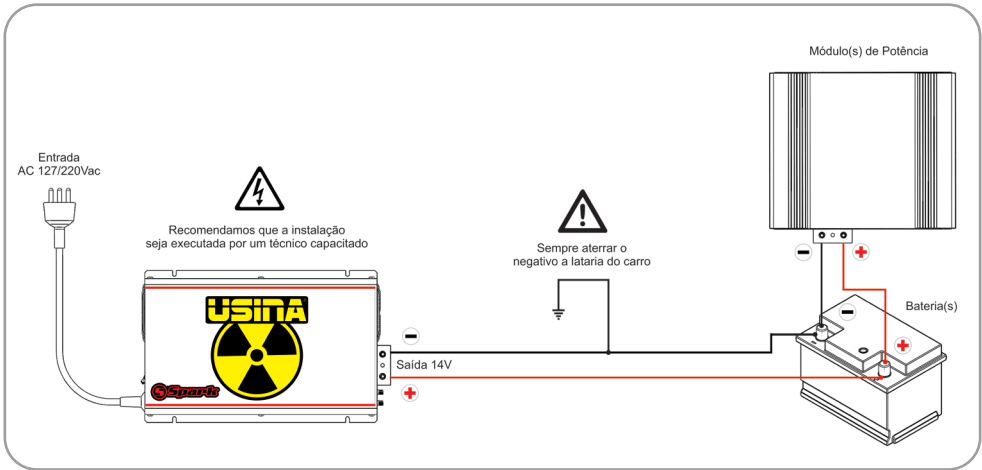 Módulo(s) de Potência
Entrada
AC 127/220Vac
Recomendamos que a instalação
seja executada por um técnico capacitado
Sempre aterrar o
negativo a lataria do carro
Bateria(s)
USINA
Spark
Saída 14V